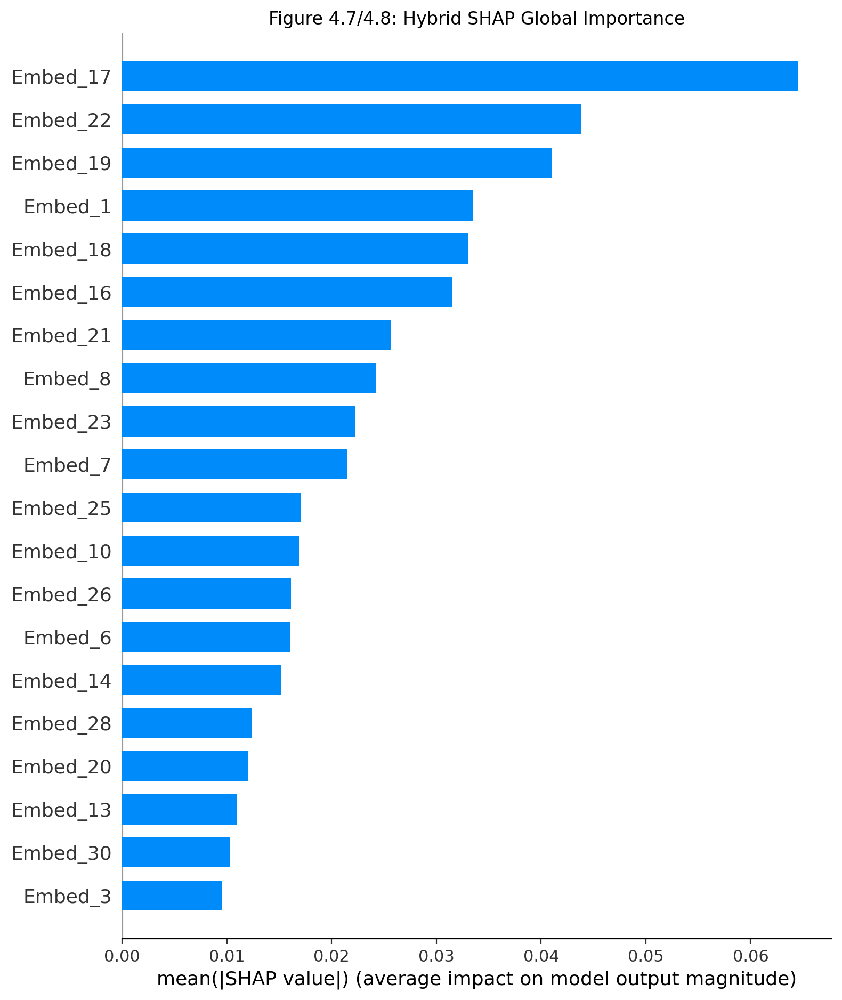 Figure 4.7/4.8: Hybrid SHAP Global Importance
Embed_17
Embed_22
Embed_19
Embed_1
Embed_18
Embed_16
Embed_21
Embed_8
Embed_23
Embed_7
Embed_25
Embed_10
Embed_26
Embed_6
Embed_14
Embed_28
Embed_20
Embed_13
Embed_30
Embed_3
0.00 0.01 0.02 0.03 0.04 0.05 0.06
mean(|SHAP value|) (average impact on model output magnitude)